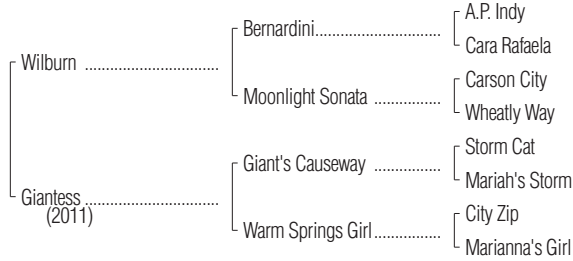 A.P. Indy
Bernardini
Cara Rafaela
Wilburn
Carson City
Moonlight Sonata
Wheatly Way
Storm Cat
Giant's Causeway
Mariah's Storm
Giantess
(2011)
City Zip
Warm Springs Girl
Marianna's Girl